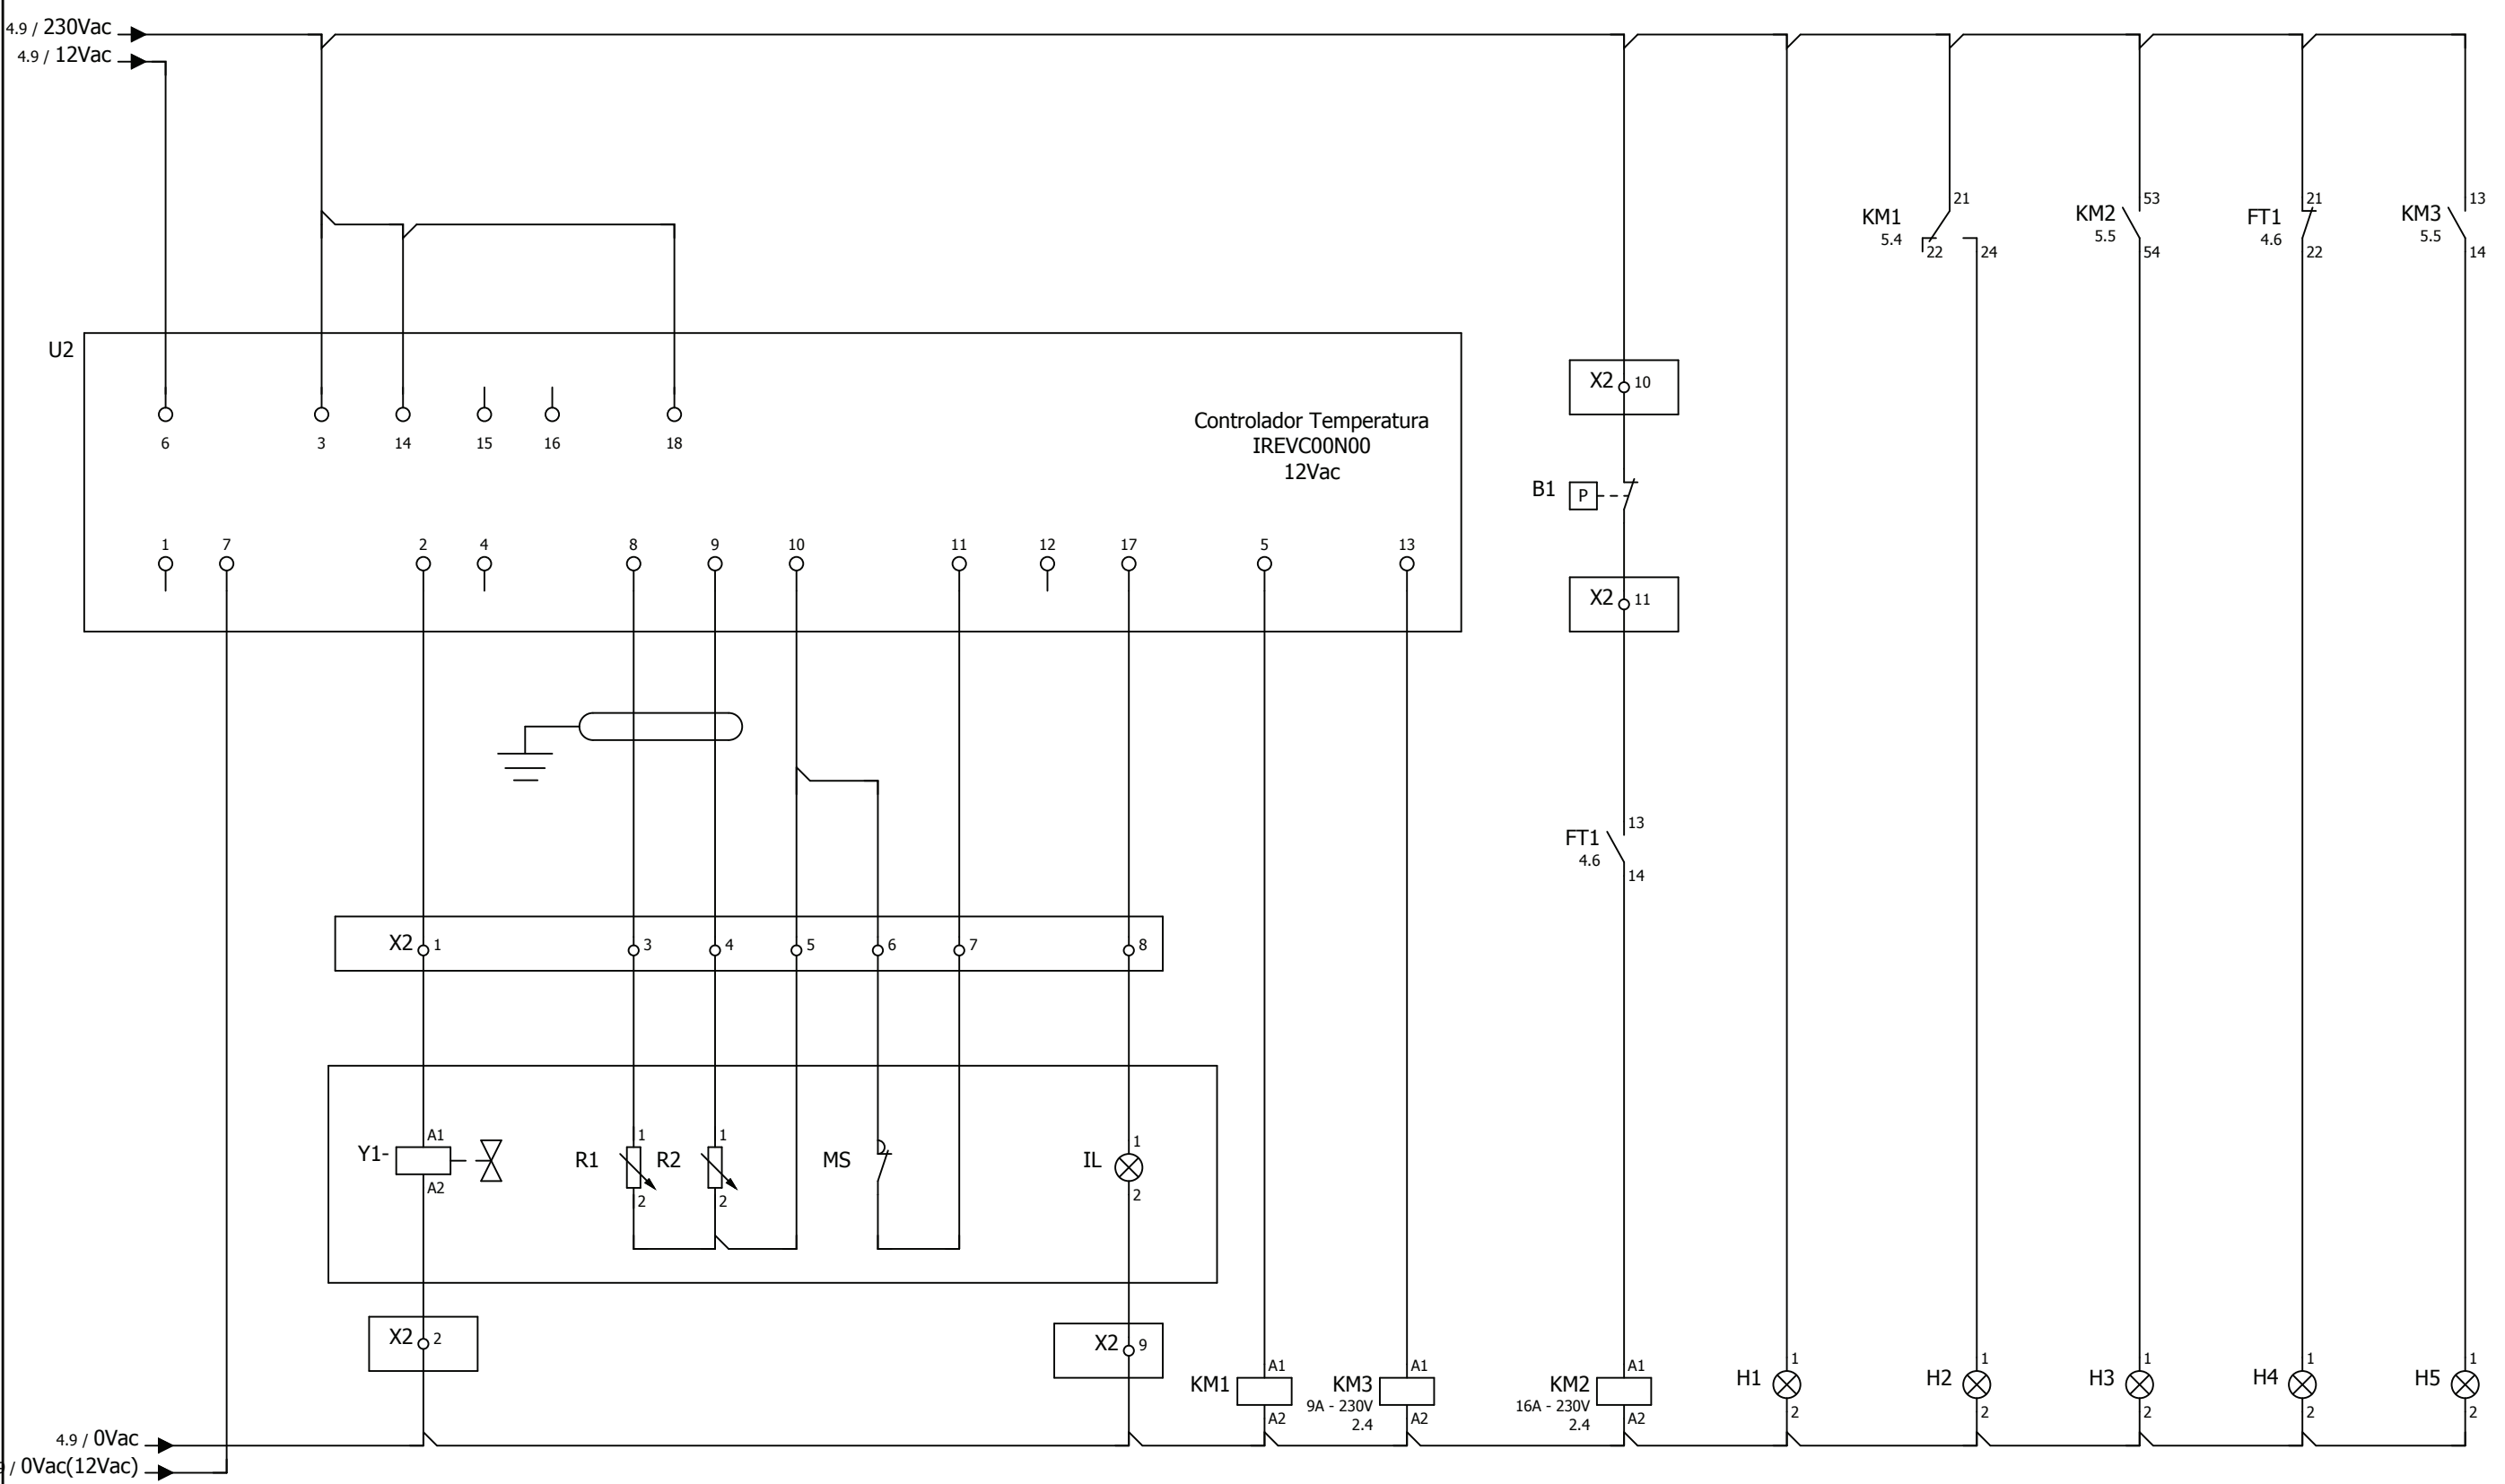 4.9 / 230Vac
4.9 / 12Vac
21
53
21
13
KM1
KM2
FT1
KM3
5.4
5.5
4.6
5.5
22
24
54
22
14
U2
X2 10
6
3
14
15
16
18
Controlador Temperatura
IREVC00N00
12Vac
B1
P
1
7
2
4
8
9
10
11
12
17
5
13
X2 11
13
FT1
4.6
14
X2 1
3
4
5
6
7
8
A1
1
1
1
Y1-
R1
R2
MS
IL
A2
2
2
2
X2 2
X2 9
A1
A1
A1
1
1
1
1
1
KM1
KM3
KM2
H1
H2
H3
H4
H5
9A - 230V
16A - 230V
2.4
2.4
A2
A2
A2
2
2
2
2
2
4.9 / 0Vac
/ 0Vac(12Vac)